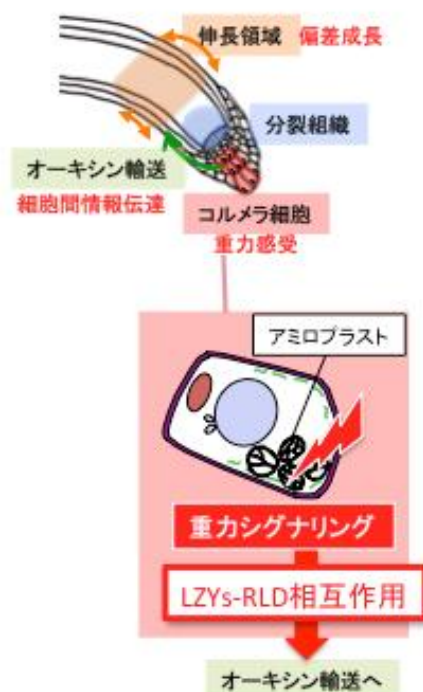 伸長領域 偏差成長
分裂組織
オーキシン輸送
細胞間情報伝達
コルメラ細胞
重力感受
アミロプラスト
重力シグナリング
LZYs-RLD相互作用
オーキシン輸送へ